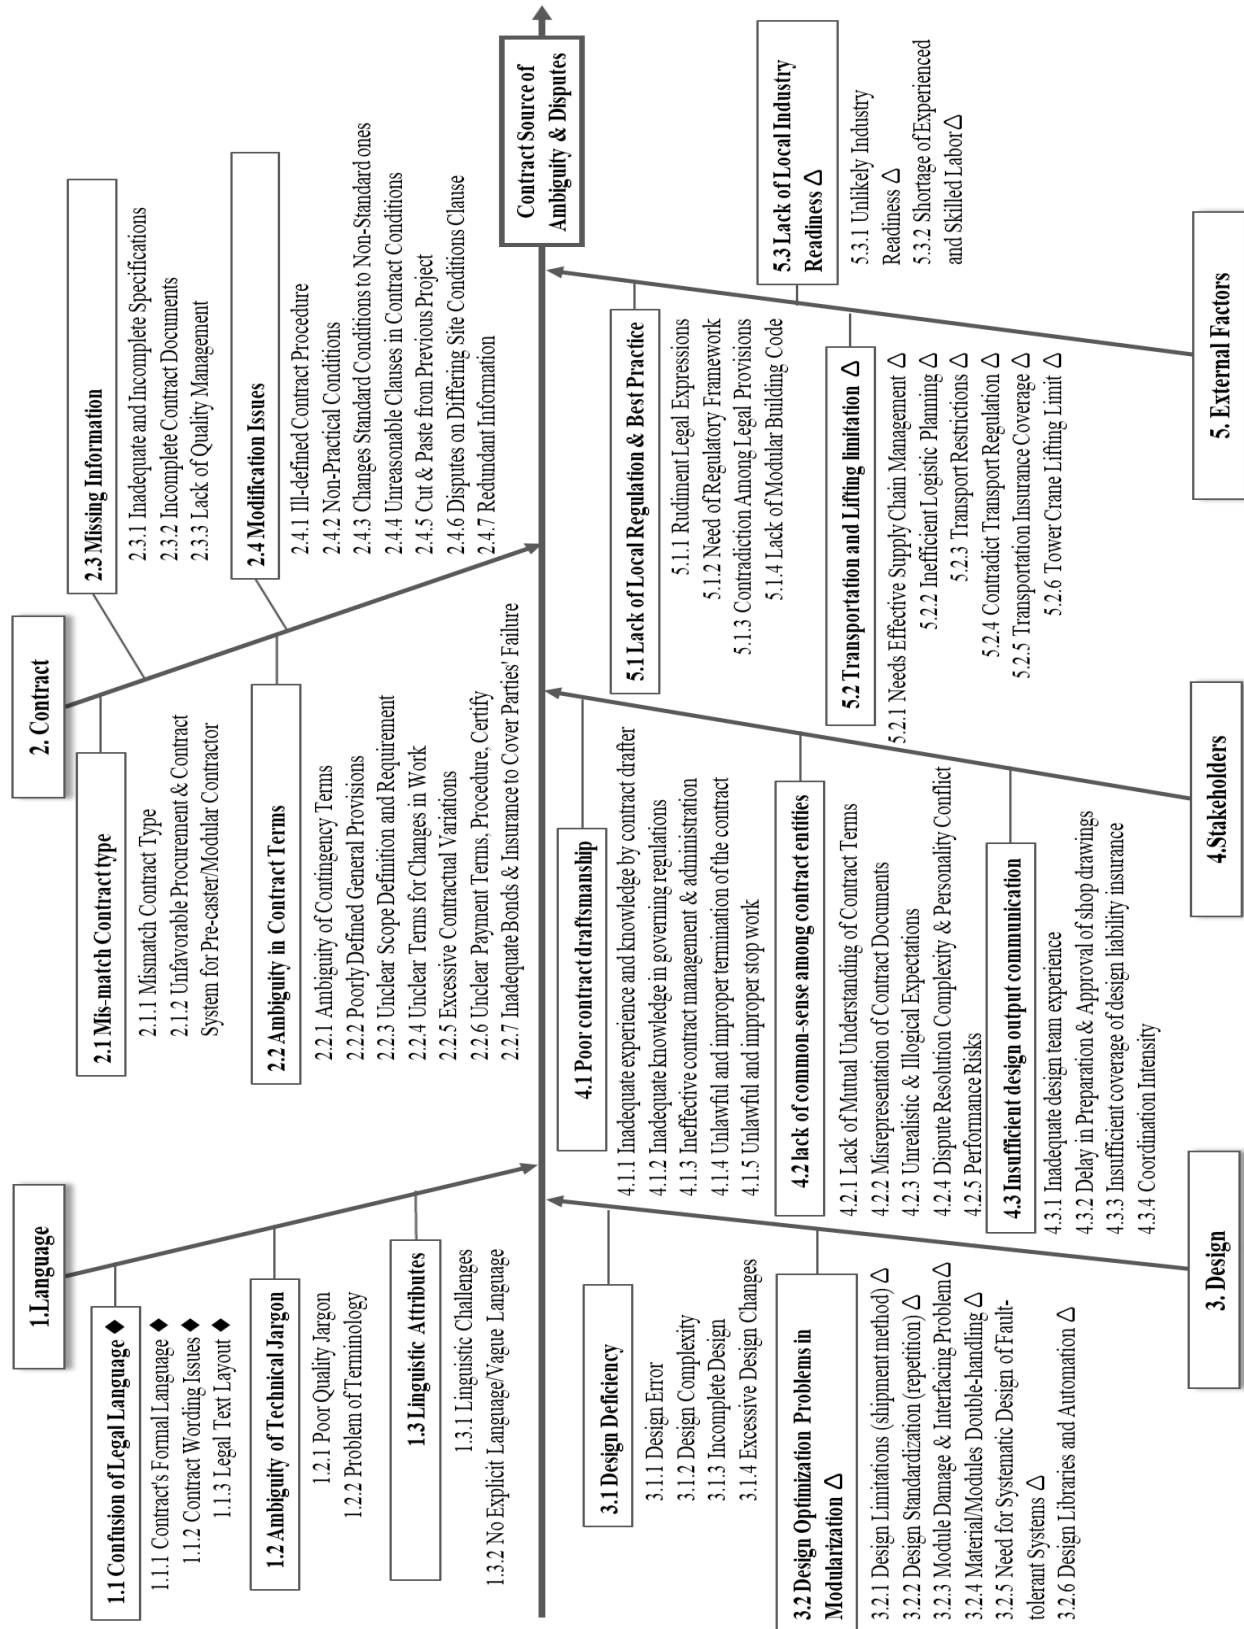 1.Language
1.1 Confusion of Legal Language ◆
1.1.1 Contract's Formal Language ◆
1.1.2 Contract Wording Issues ◆
1.1.3 Legal Text Layout ◆
1.2 Ambiguity of Technical Jargon
1.2.1 Poor Quality Jargon
1.2.2 Problem of Terminology
1.3 Linguistic Attributes
1.3.1 Linguistic Challenges
1.3.2 No Explicit Language/Vague Language
2. Contract
2.1 Mis-match Contract type
2.1.1 Mismatch Contract Type
2.1.2 Unfavorable Procurement & Contract
System for Pre-caster/Modular Contractor
2.2 Ambiguity in Contract Terms
2.2.1 Ambiguity of Contingency Terms
2.2.2 Poorly Defined General Provisions
2.2.3 Unclear Scope Definition and Requirement
2.2.4 Unclear Terms for Changes in Work
2.2.5 Excessive Contractual Variations
2.2.6 Unclear Payment Terms, Procedure, Certify
2.2.7 Inadequate Bonds & Insurance to Cover Parties' Failure
2.3 Missing Information
2.3.1 Inadequate and Incomplete Specifications
2.3.2 Incomplete Contract Documents
2.3.3 Lack of Quality Management
2.4 Modification Issues
2.4.1 Ill-defined Contract Procedure
2.4.2 Non-Practical Conditions
2.4.3 Changes Standard Conditions to Non-Standard ones
2.4.4 Unreasonable Clauses in Contract Conditions
2.4.5 Cut & Paste from Previous Project
2.4.6 Disputes on Differing Site Conditions Clause
2.4.7 Redundant Information
Contract Source of
Ambiguity & Disputes
3.1 Design Deficiency
3.1.1 Design Error
3.1.2 Design Complexity
3.1.3 Incomplete Design
3.1.4 Excessive Design Changes
3.2 Design Optimization Problems in
Modularization △
3.2.1 Design Limitations (shipment method) △
3.2.2 Design Standardization (repetition) △
3.2.3 Module Damage & Interfacing Problem △
3.2.4 Material/Modules Double-handling △
3.2.5 Need for Systematic Design of Fault-
tolerant Systems △
3.2.6 Design Libraries and Automation △
3. Design
4.1 Poor contract draftsmanship
4.1.1 Inadequate experience and knowledge by contract drafter
4.1.2 Inadequate knowledge in governing regulations
4.1.3 Ineffective contract management & administration
4.1.4 Unlawful and improper termination of the contract
4.1.5 Unlawful and improper stop work
4.2 lack of common-sense among contract entities
4.2.1 Lack of Mutual Understanding of Contract Terms
4.2.2 Misrepresentation of Contract Documents
4.2.3 Unrealistic & Illogical Expectations
4.2.4 Dispute Resolution Complexity & Personality Conflict
4.2.5 Performance Risks
4.3 Insufficient design output communication
4.3.1 Inadequate design team experience
4.3.2 Delay in Preparation & Approval of shop drawings
4.3.3 Insufficient coverage of design liability insurance
4.3.4 Coordination Intensity
4.Stakeholders
5.1 Lack of Local Regulation & Best Practice
5.1.1 Rudiment Legal Expressions
5.1.2 Need of Regulatory Framework
5.1.3 Contradiction Among Legal Provisions
5.1.4 Lack of Modular Building Code
5.2 Transportation and Lifting limitation △
5.2.1 Needs Effective Supply Chain Management △
5.2.2 Inefficient Logistic Planning △
5.2.3 Transport Restrictions △
5.2.4 Contradict Transport Regulation △
5.2.5 Transportation Insurance Coverage △
5.2.6 Tower Crane Lifting Limit △
5.3 Lack of Local Industry
Readiness △
5.3.1 Unlikely Industry
Readiness △
5.3.2 Shortage of Experienced
and Skilled Labor △
5. External Factors